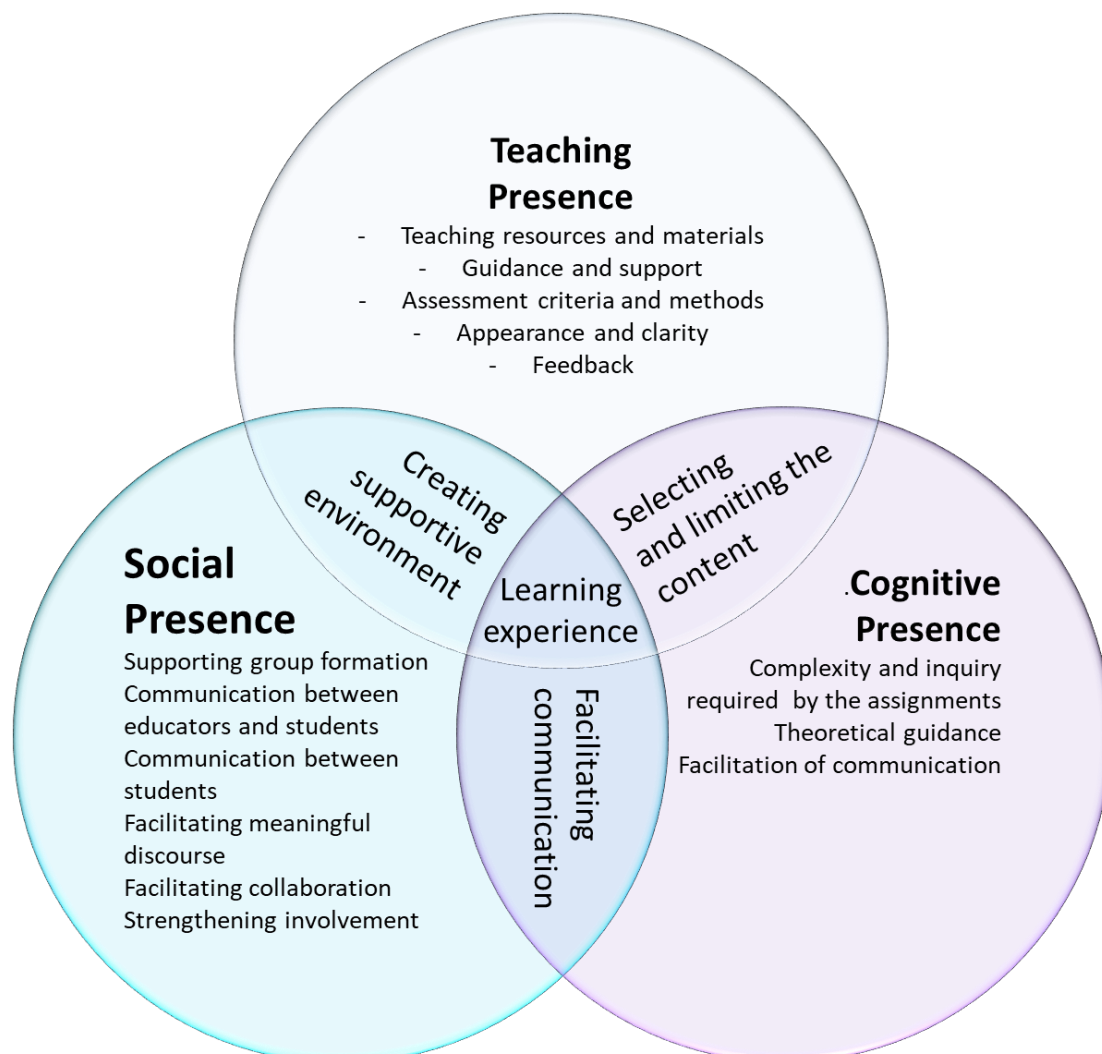 Teaching
Presence
- Teaching resources and materials
- Guidance and support
- Assessment criteria and methods
- Appearance and clarity
- Feedback
Creating
supportive
environment
Selecting
and limiting the
content
Learning
experience
Social
Presence
Supporting group formation
Communication between
educators and students
Communication between
students
Facilitating meaningful
discourse
Facilitating collaboration
Strengthening involvement
.Cognitive
Presence
Complexity and inquiry
required by the assignments
Theoretical guidance
Facilitation of communication
Facilitating
communication